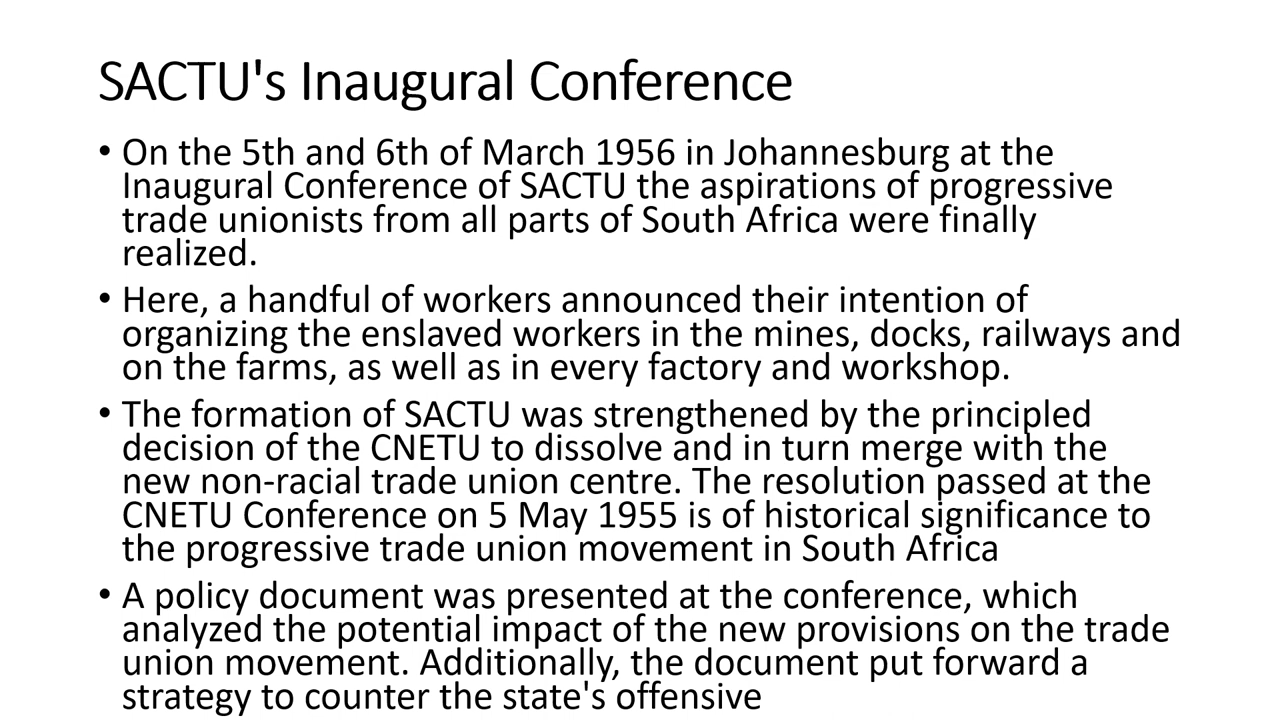 SACTU's Inaugural Conference
• On the 5th and 6th of March 1956 in Johannesburg at the
Inaugural Conference of SACTU the aspirations of progressive
trade unionists from all parts of South Africa were finally
realized.
• Here, a handful of workers announced their intention of
organizing the enslaved workers in the mines, docks, railways and
on the farms, as well as in every factory and workshop.
• The formation of SACTU was strengthened by the principled
decision of the CNETU to dissolve and in turn merge with the
new non-racial trade union centre. The resolution passed at the
CNETU Conference on 5 May 1955 is of historical significance to
the progressive trade union movement in South Africa
• A policy document was presented at the conference, which
analyzed the potential impact of the new provisions on the trade
union movement. Additionally, the document put forward a
strategy to counter the state's offensive